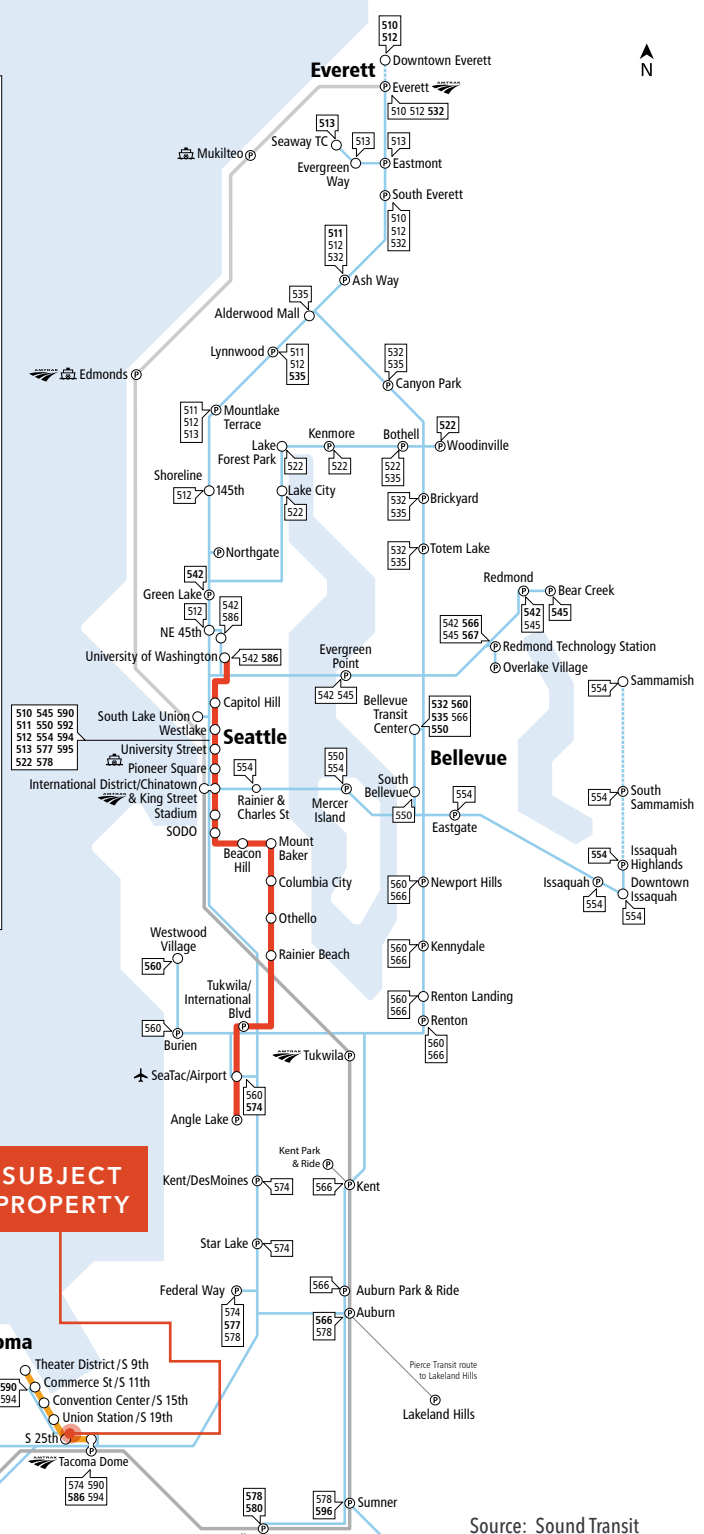 510
512
Downtown Everett
N
Everett
Everett
AMTRAK
510 512 532
513
Seaway TC
513
513
Mukilteo
Evergreen
Way
Eastmont
South Everett
510
512
532
511
512
532
Ash Way
535
Alderwood Mall
Lynnwood
511
512
535
532
535
Canyon Park
AMTRAK
Edmonds
511
512
513
Mountlake
Terrace
Lake
Forest Park
522
Kenmore
522
Bothell
522
535
522
Woodinville
Shoreline
512
145th
Lake City
522
532
535
Brickyard
Northgate
532
535
Totem Lake
542
Green Lake
512
NE 45th
542
586
University of Washington
542 586
Redmond
542
545
Bear Creek
545
542 566
545 567
Redmond Technology Station
Overlake Village
Evergreen
Point
542 545
Sammamish
554
Capitol Hill
South Lake Union
Westlake
Seattle
University Street
Pioneer Square
International District/Chinatown
AMTRAK
& King Street
Stadium
SODO
510 545 590
511 550 592
512 554 594
513 577 595
522 578
Bellevue
Transit
Center
532 560
535 566
550
Bellevue
554
Rainier &
Charles St
550
554
Mercer
Island
South
Bellevue
550
554
Eastgate
554
South
Sammamish
554
Issaquah
Highlands
Issaquah
554
Downtown
Issaquah
554
Beacon
Hill
Mount
Baker
Columbia City
560
566
Newport Hills
Othello
Rainier Beach
Westwood
Village
560
560
566
Kennydale
Tukwila/
International
Blvd
560
566
Renton Landing
Renton
560
566
560
Burien
AMTRAK
Tukwila
SeaTac/Airport
560
574
Angle Lake
SUBJECT
PROPERTY
Kent Park
& Ride
Kent/DesMoines
574
566
Kent
Star Lake
574
Federal Way
574
577
578
566
Auburn Park & Ride
566
578
Auburn
Pierce Transit route
to Lakeland Hills
Lakeland Hills
oma
Theater District/S 9th
590
594
Commerce St/S 11th
Convention Center/S 15th
Union Station/S 19th
S 25th
AMTRAK
Tacoma Dome
574 590
586 594
578
580
578
596
Sumner
Source: Sound Transit